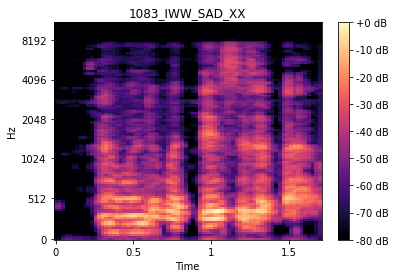 1083_IWW_SAD_XX
+0 dB
8192
-10 dB
4096
-20 dB
-30 dB
2048
Hz
-40 dB
1024
-50 dB
512
-60 dB
-70 dB
0
-80 dB
0 0.5 1 1.5
Time